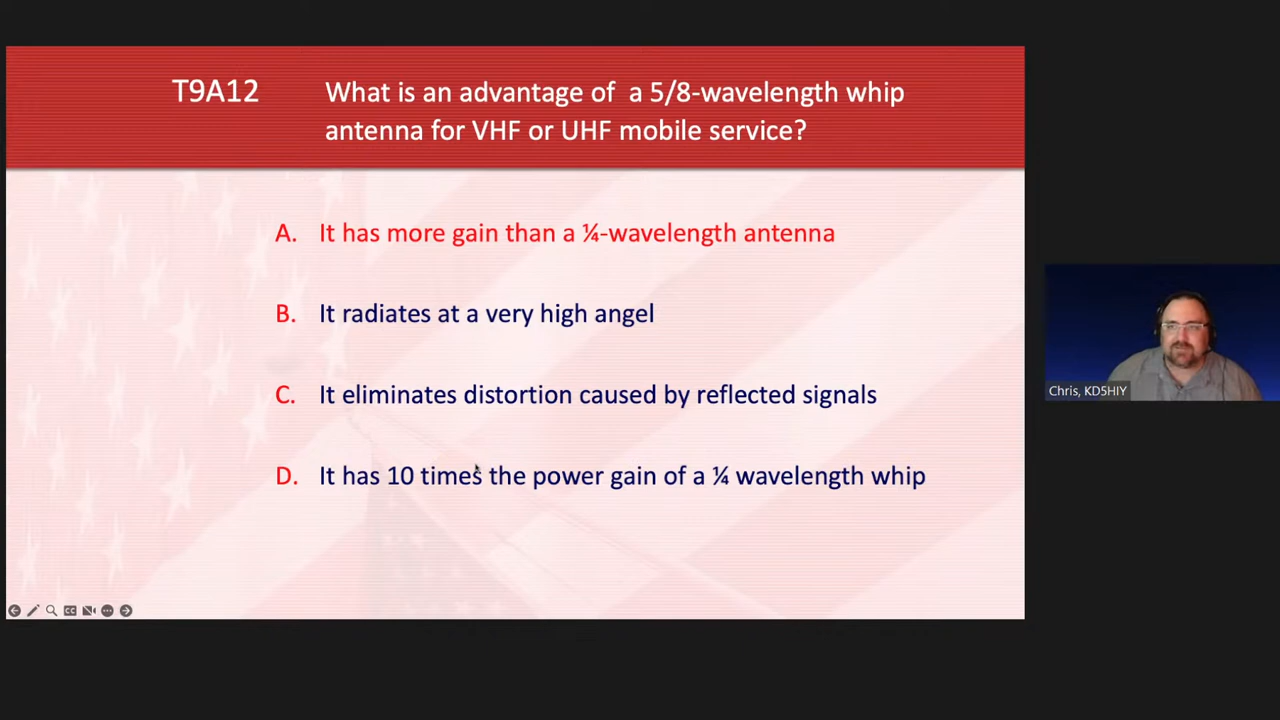 T9A12 What is an advantage of a 5/8-wavelength whip
antenna for VHF or UHF mobile service?
A. It has more gain than a ¼-wavelength antenna
B. It radiates at a very high angel
C. It eliminates distortion caused by reflected signals
D. It has 10 times the power gain of a ¼ wavelength whip
Chris, KD5HIY
CC